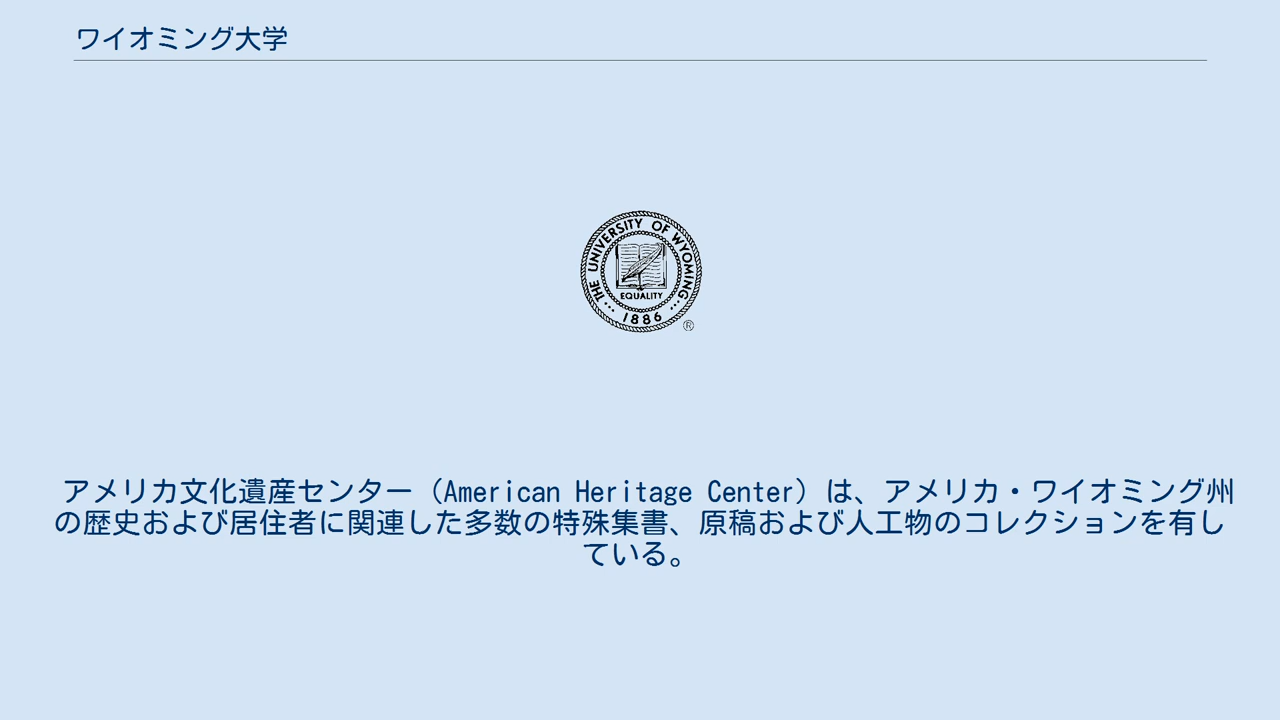 ワイオミング大学
THE UNIVERSITY OF WYOMING
EQUALITY
1886
®
アメリカ文化遺産センター（American Heritage Center）は、アメリカ・ワイオミング州
の歴史および居住者に関連した多数の特殊集書、原稿および人工物のコレクションを有し
ている。